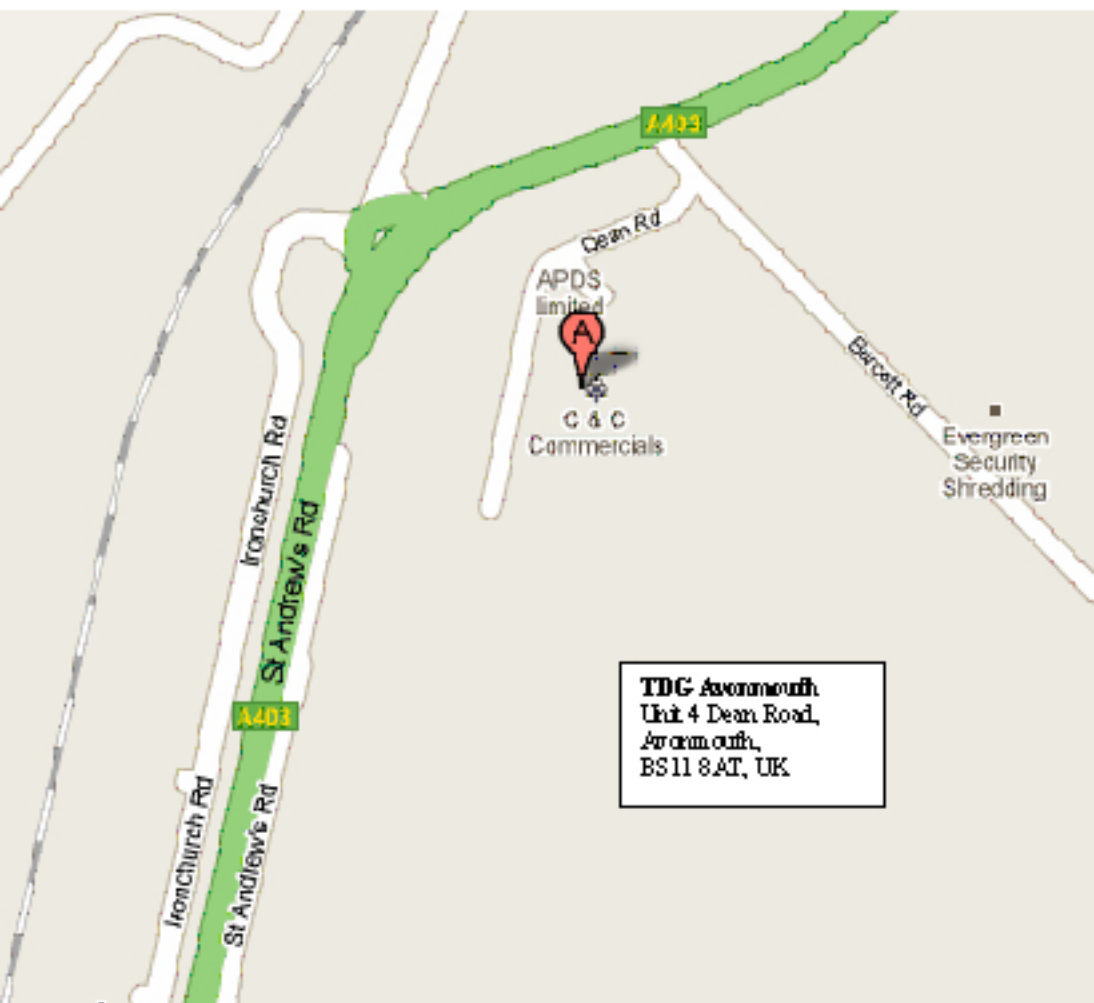 A403
Dean Rd
APDS
limited
A
C & C
Commercials
Barcott Rd
Evergreen
Security
Shredding
Ironchurch Rd
St Andrew's Rd
A403
Ironchurch Rd
St Andrew's Rd
TDG Avonmouth
Unit 4 Dean Road,
Avonmouth,
BS11 8AT, UK